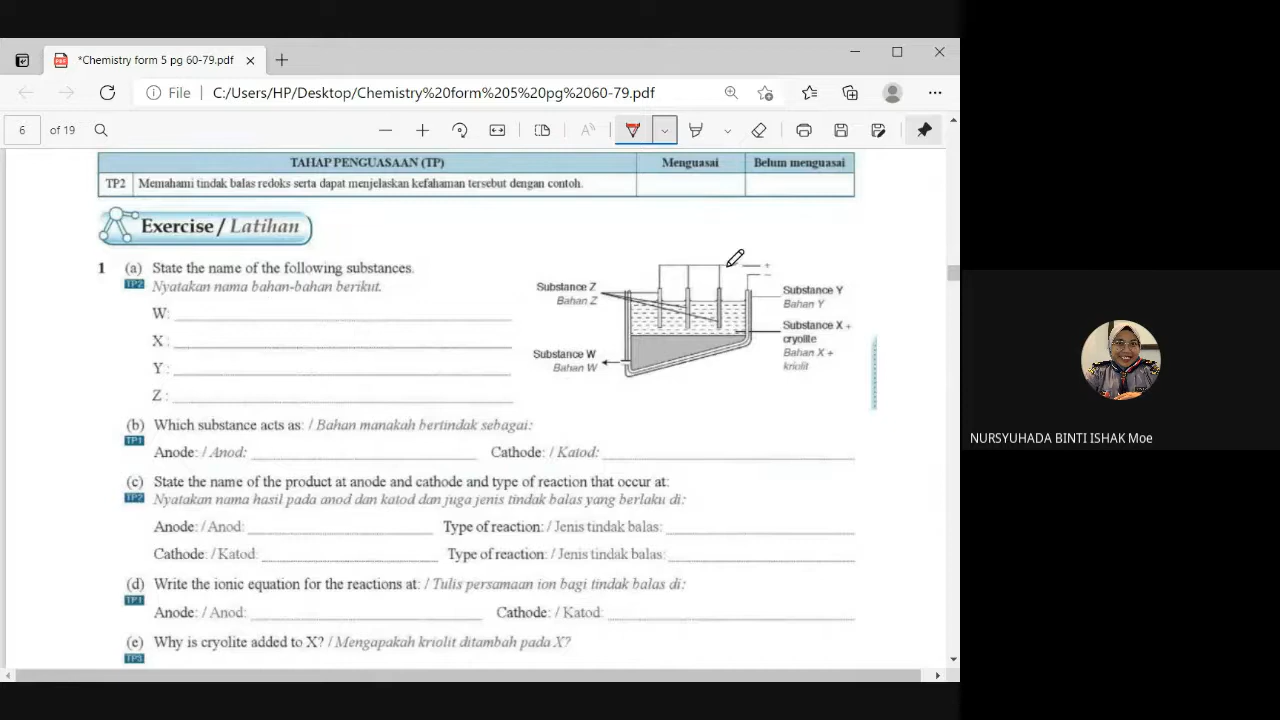 *Chemistry form 5 pg 60-79.pdf
File C:/Users/HP/Desktop/Chemistry%20form%205%20pg%2060-79.pdf
6 of 19
TAHAP PENGUASAAN (TP) Menguasai Belum menguasai
TP2 Memahami tindak balas redoks serta dapat menjelaskan kefahaman tersebut dengan contoh.
Exercise / Latihan
1 (a) State the name of the following substances.
TP2 Nyatakan nama bahan-bahan berikut.
W:
X :
Y :
Z :
+
−
Substance Z
Bahan Z
Substance Y
Bahan Y
Substance X +
cryolite
Bahan X +
kriolit
Substance W
Bahan W
(b) Which substance acts as: / Bahan manakah bertindak sebagai:
TP1
Anode: / Anod: Cathode: / Katod:
(c) State the name of the product at anode and cathode and type of reaction that occur at:
TP2 Nyatakan nama hasil pada anod dan katod dan juga jenis tindak balas yang berlaku di:
Anode: / Anod: Type of reaction: / Jenis tindak balas:
Cathode: / Katod: Type of reaction: / Jenis tindak balas:
(d) Write the ionic equation for the reactions at: / Tulis persamaan ion bagi tindak balas di:
TP1
Anode: / Anod: Cathode: / Katod:
(e) Why is cryolite added to X? / Mengapakah kriolit ditambah pada X?
TP3
NURSYUHADA BINTI ISHAK Moe